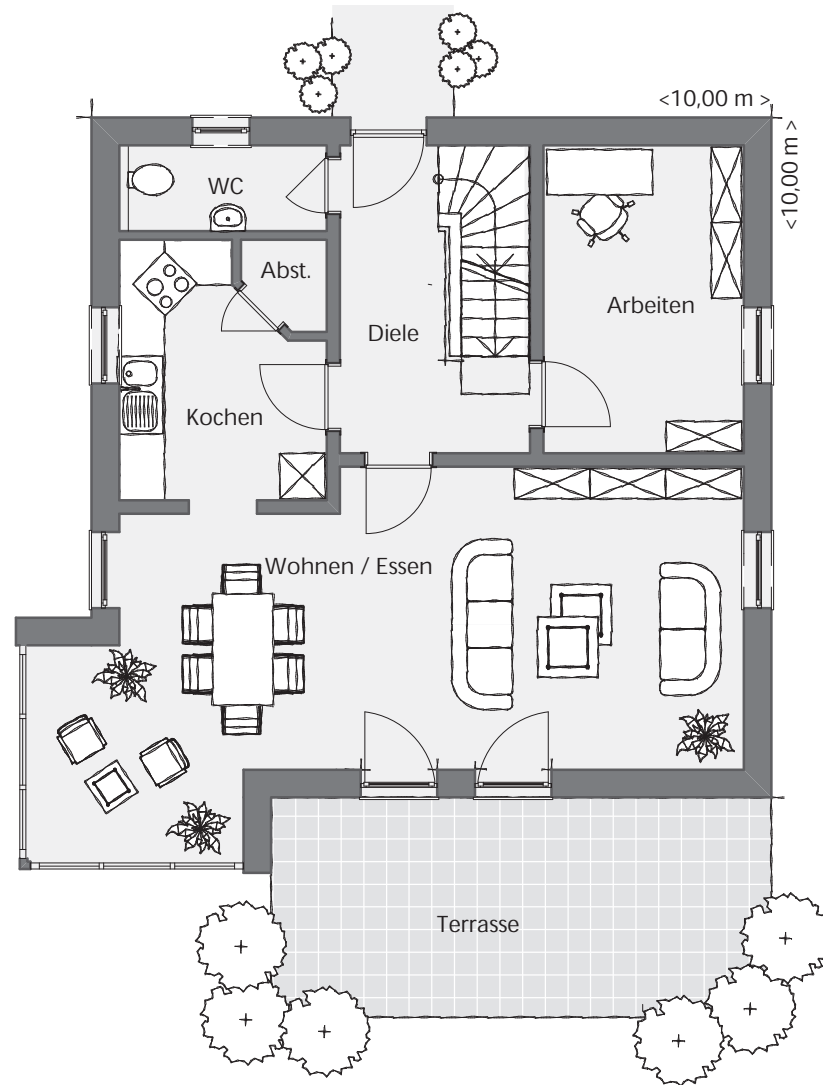 <10,00 m >
<10,00 m >
WC
Abst.
Arbeiten
Diele
Kochen
Wohnen / Essen
Terrasse